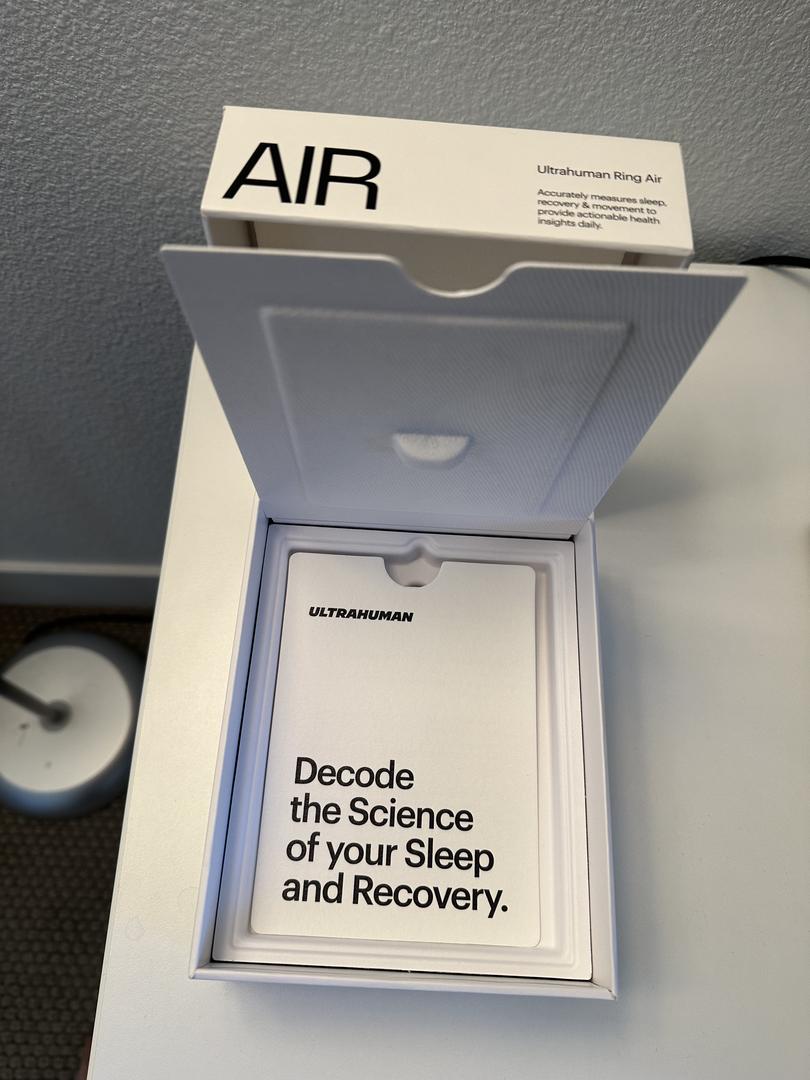 AIR
Ultrahuman Ring Air
Accurately measures sleep,
recovery & movement to
provide actionable health
insights daily.
ULTRAHUMAN
Decode
the Science
of your Sleep
and Recovery.